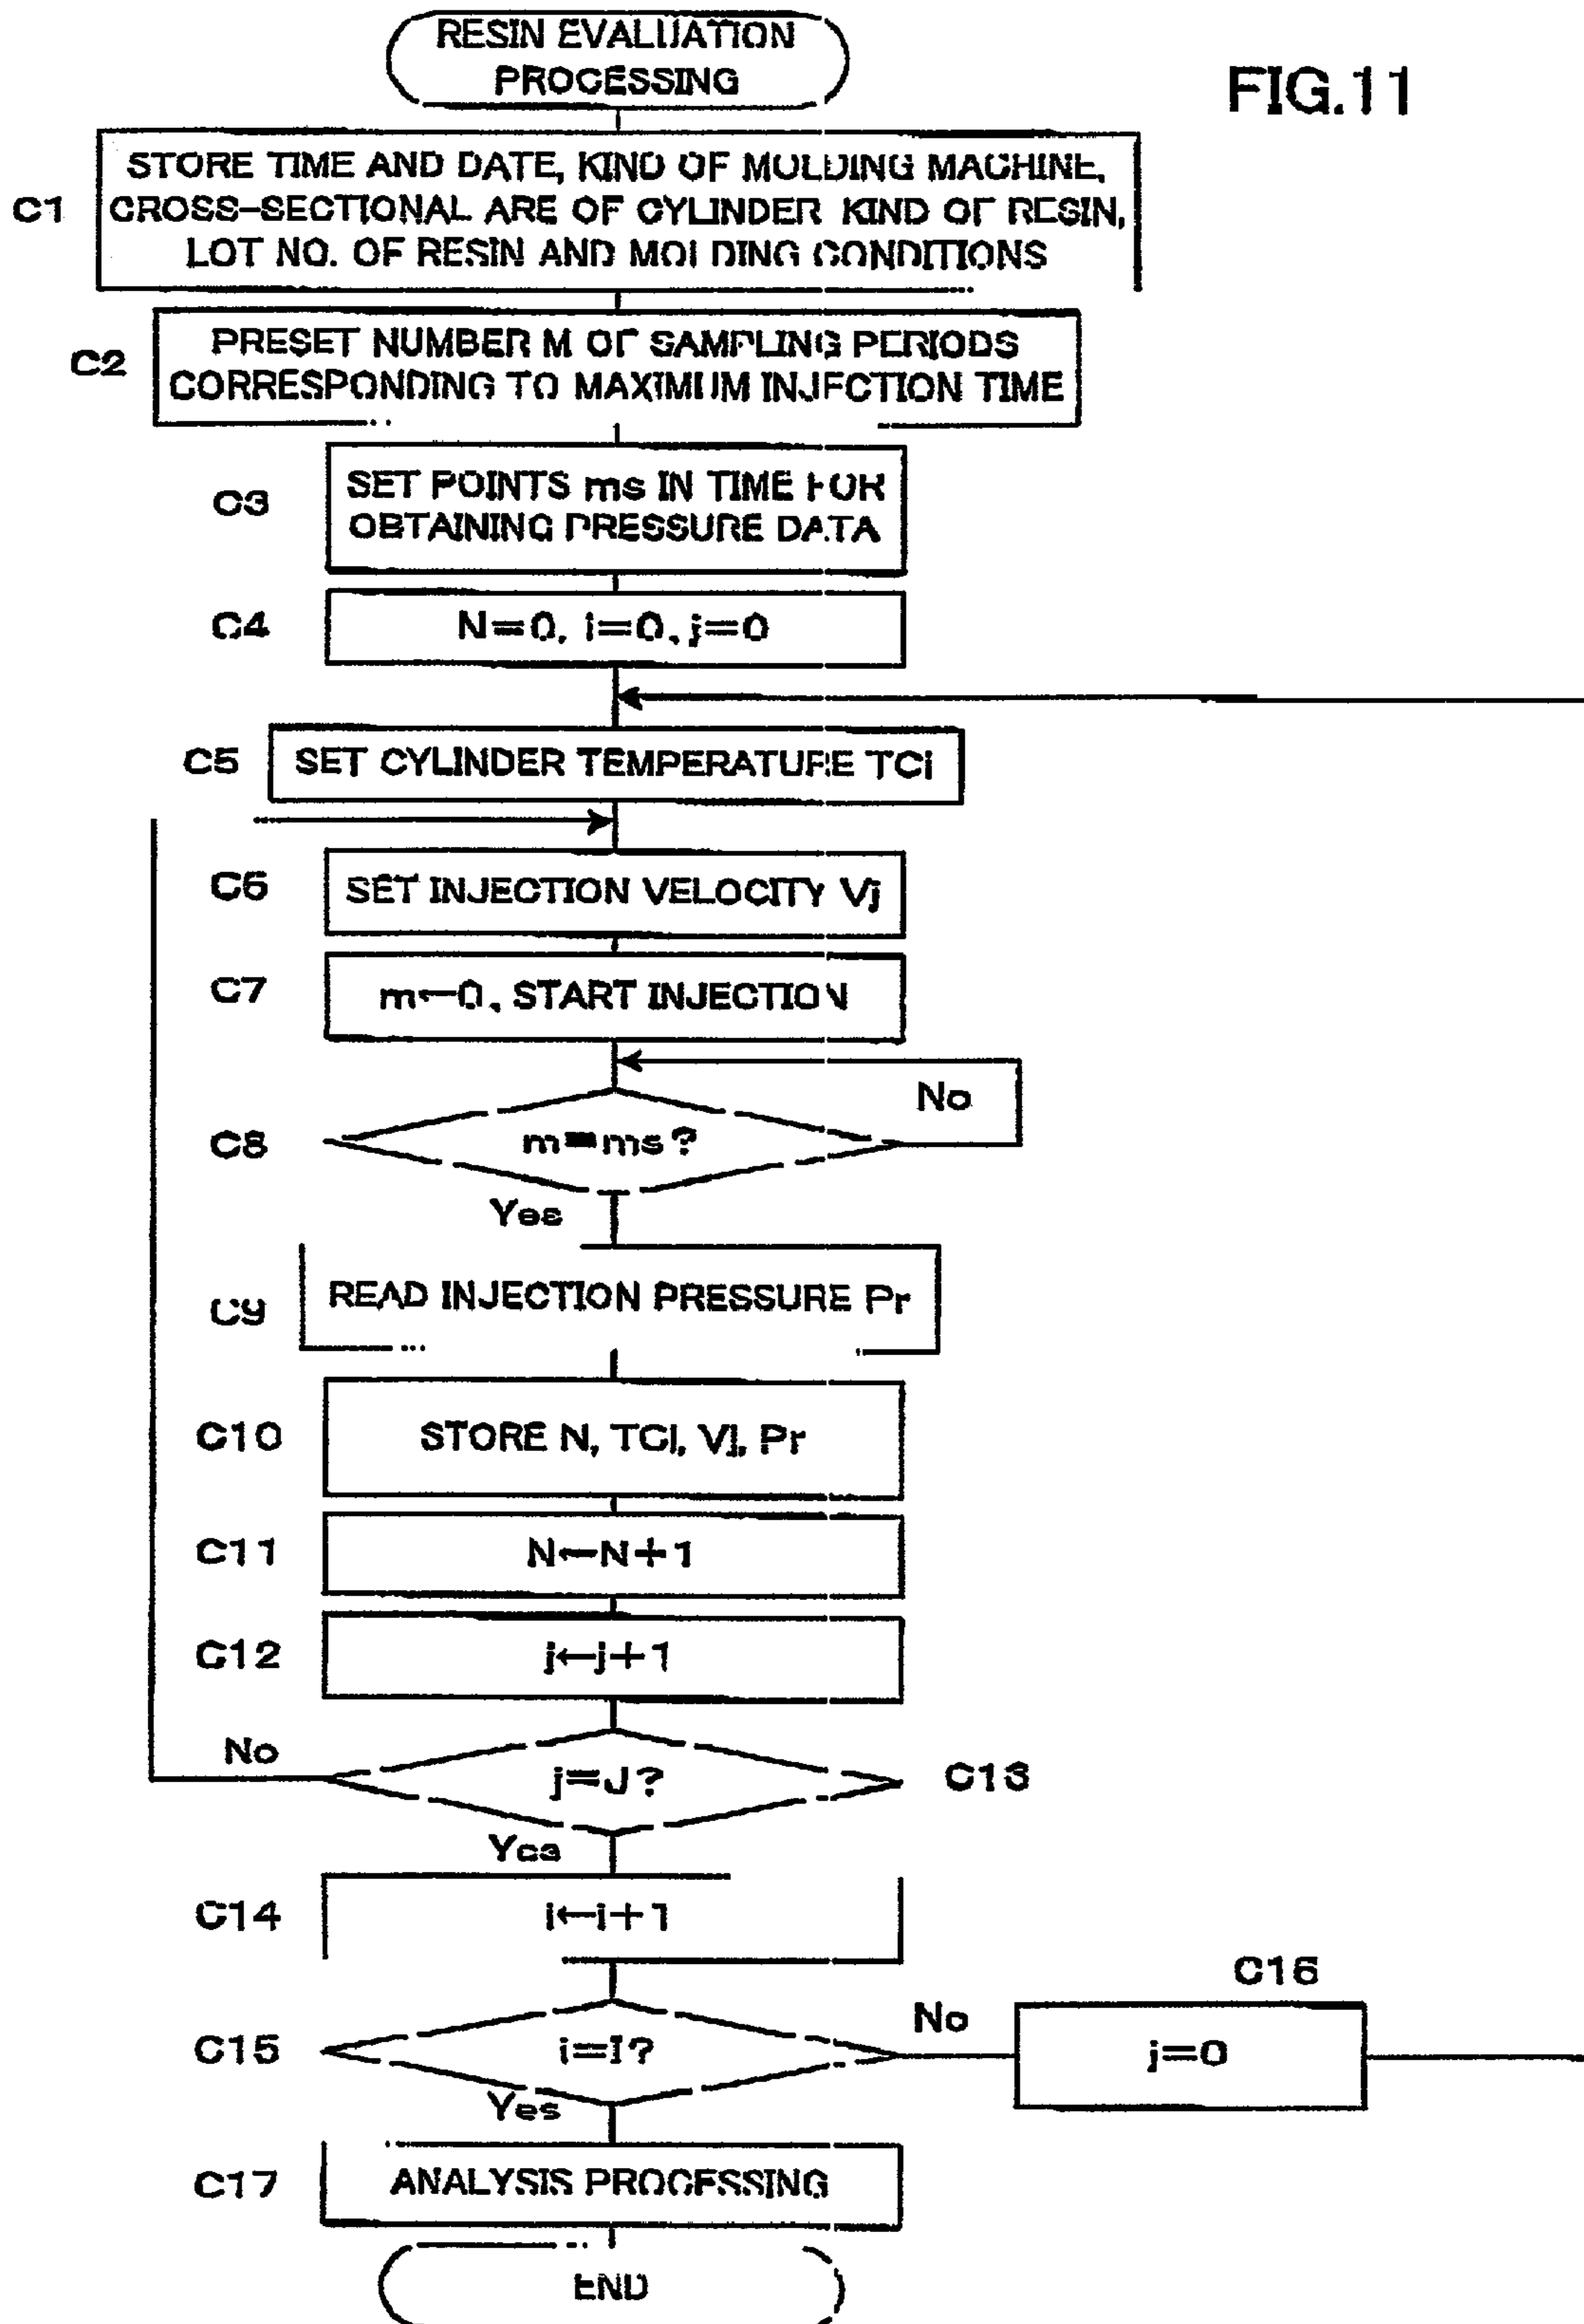 RESIN EVALUATION
PROCESSING
FIG.11
STORE TIME AND DATE, KIND OF MOLDING MACHINE,
C1
CROSS-SECTIONAL ARE OF CYLINDER KIND OF RESIN,
LOT NO. OF RESIN AND MOLDING CONDITIONS
C2
PRESET NUMBER M OF SAMPLING PERIODS
CORRESPONDING TO MAXIMUM INJECTION TIME
C3
SET POINTS ms IN TIME FOR
OBTAINING PRESSURE DATA
C4
N=0, i=0, j=0
C5
SET CYLINDER TEMPERATURE TCi
C6
SET INJECTION VELOCITY Vj
C7
m←0, START INJECTION
No
C8
m=ms?
Yes
C9
READ INJECTION PRESSURE Pr
C10
STORE N, TCi, Vj, Pr
C11
N←N+1
C12
j←j+1
No
j=J?
C13
Yes
C14
i←i+1
C16
C15
i=I?
No
j=0
Yes
C17
ANALYSIS PROCESSING
END